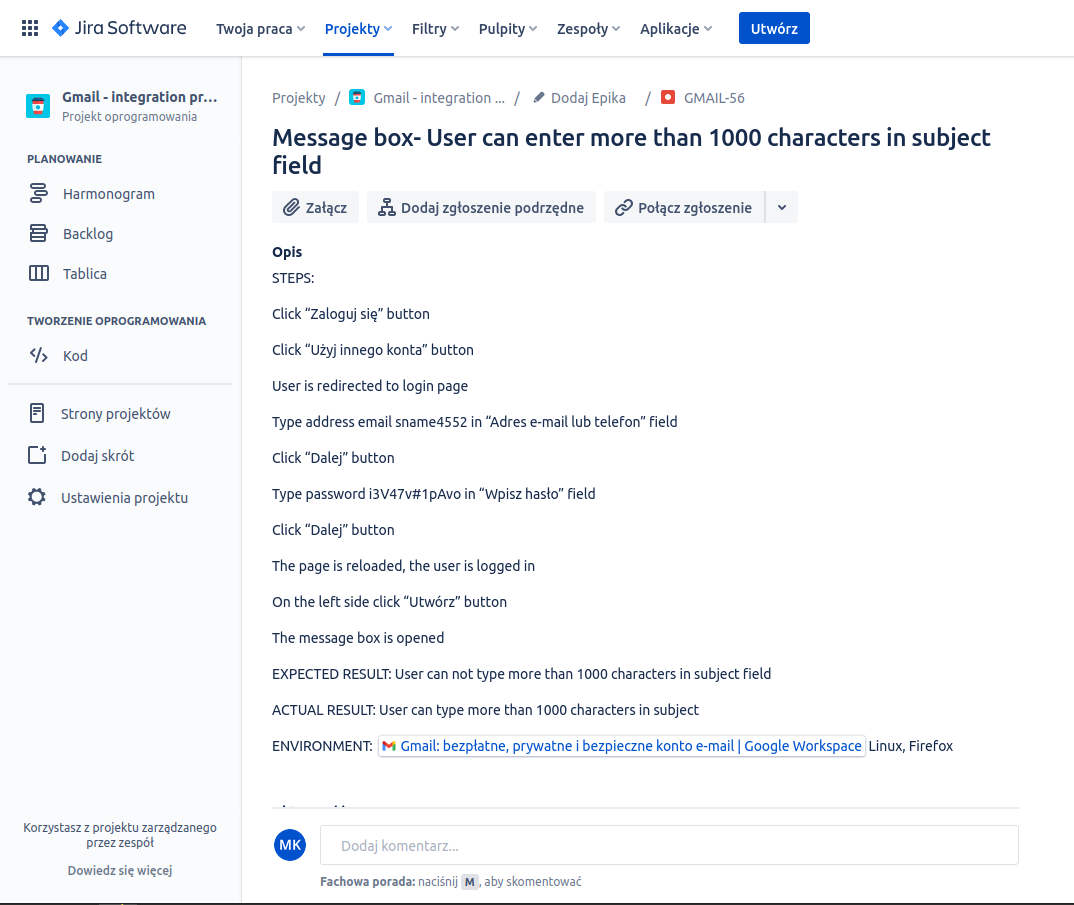 Jira Software Twoja praca Projekty Filtry Pulpity Zespoły Aplikacje Utwórz
Gmail - integration pr...
Projekt oprogramowania
PLANOWANIE
Harmonogram
Backlog
Tablica
TWORZENIE OPROGRAMOWANIA
Kod
Strony projektów
Dodaj skrót
Ustawienia projektu
Korzystasz z projektu zarządzanego
przez zespół
Dowiedz się więcej
Projekty / Gmail - integration ... / Dodaj Epika / GMAIL-56
Message box- User can enter more than 1000 characters in subject
field
Załącz Dodaj zgłoszenie podrzędne Połącz zgłoszenie
Opis
STEPS:
Click “Zaloguj się” button
Click “Użyj innego konta” button
User is redirected to login page
Type address email sname4552 in “Adres e-mail lub telefon” field
Click “Dalej” button
Type password i3V47v#1pAvo in “Wpisz hasło” field
Click “Dalej” button
The page is reloaded, the user is logged in
On the left side click “Utwórz” button
The message box is opened
EXPECTED RESULT: User can not type more than 1000 characters in subject field
ACTUAL RESULT: User can type more than 1000 characters in subject
ENVIRONMENT: Gmail: bezpłatne, prywatne i bezpieczne konto e-mail | Google Workspace Linux, Firefox
MK Dodaj komentarz...
Fachowa porada: naciśnij M, aby skomentować